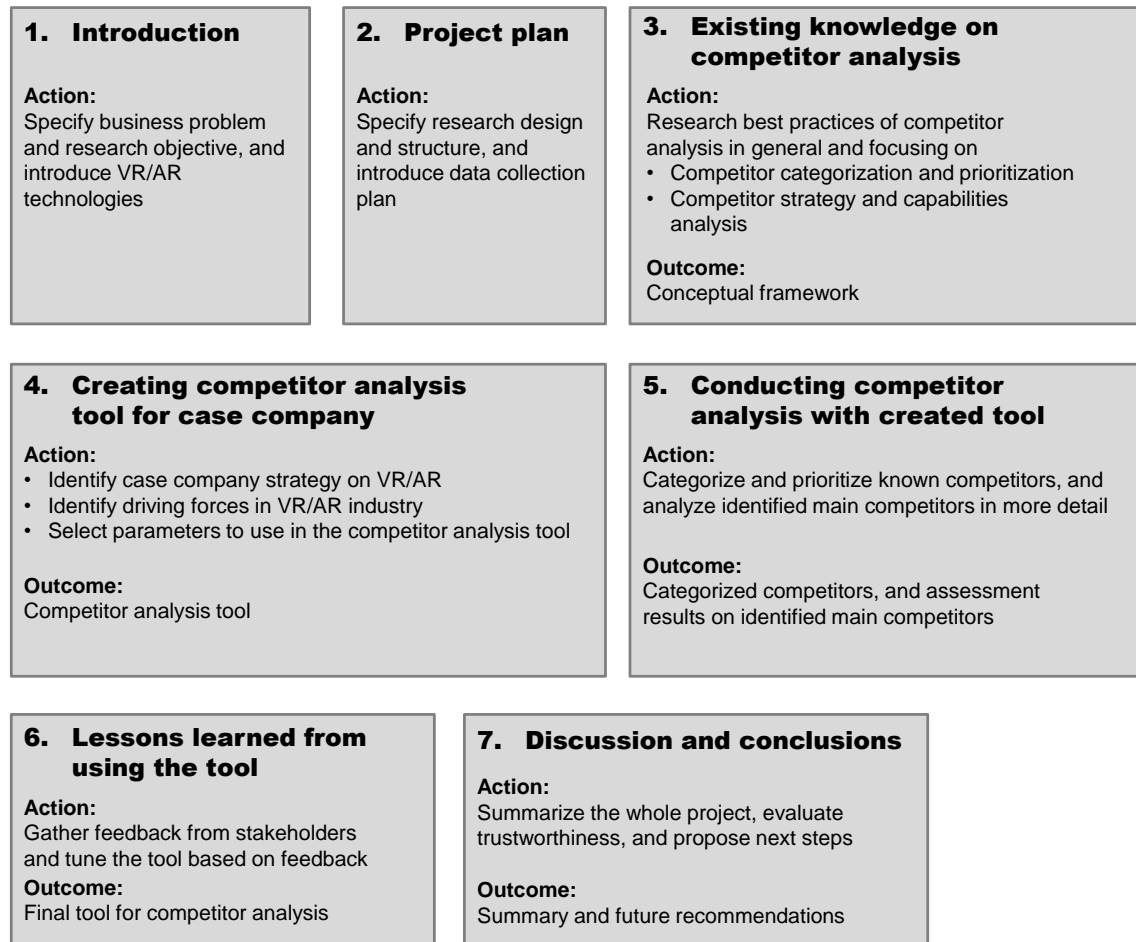 1. Introduction
Action:
Specify business problem
and research objective, and
introduce VR/AR
technologies
2. Project plan
Action:
Specify research design
and structure, and
introduce data collection
plan
3. Existing knowledge on
competitor analysis
Action:
Research best practices of competitor
analysis in general and focusing on
• Competitor categorization and prioritization
• Competitor strategy and capabilities
analysis
Outcome:
Conceptual framework
4. Creating competitor analysis
tool for case company
Action:
• Identify case company strategy on VR/AR
• Identify driving forces in VR/AR industry
• Select parameters to use in the competitor analysis tool
Outcome:
Competitor analysis tool
5. Conducting competitor
analysis with created tool
Action:
Categorize and prioritize known competitors, and
analyze identified main competitors in more detail
Outcome:
Categorized competitors, and assessment
results on identified main competitors
6. Lessons learned from
using the tool
Action:
Gather feedback from stakeholders
and tune the tool based on feedback
Outcome:
Final tool for competitor analysis
7. Discussion and conclusions
Action:
Summarize the whole project, evaluate
trustworthiness, and propose next steps
Outcome:
Summary and future recommendations